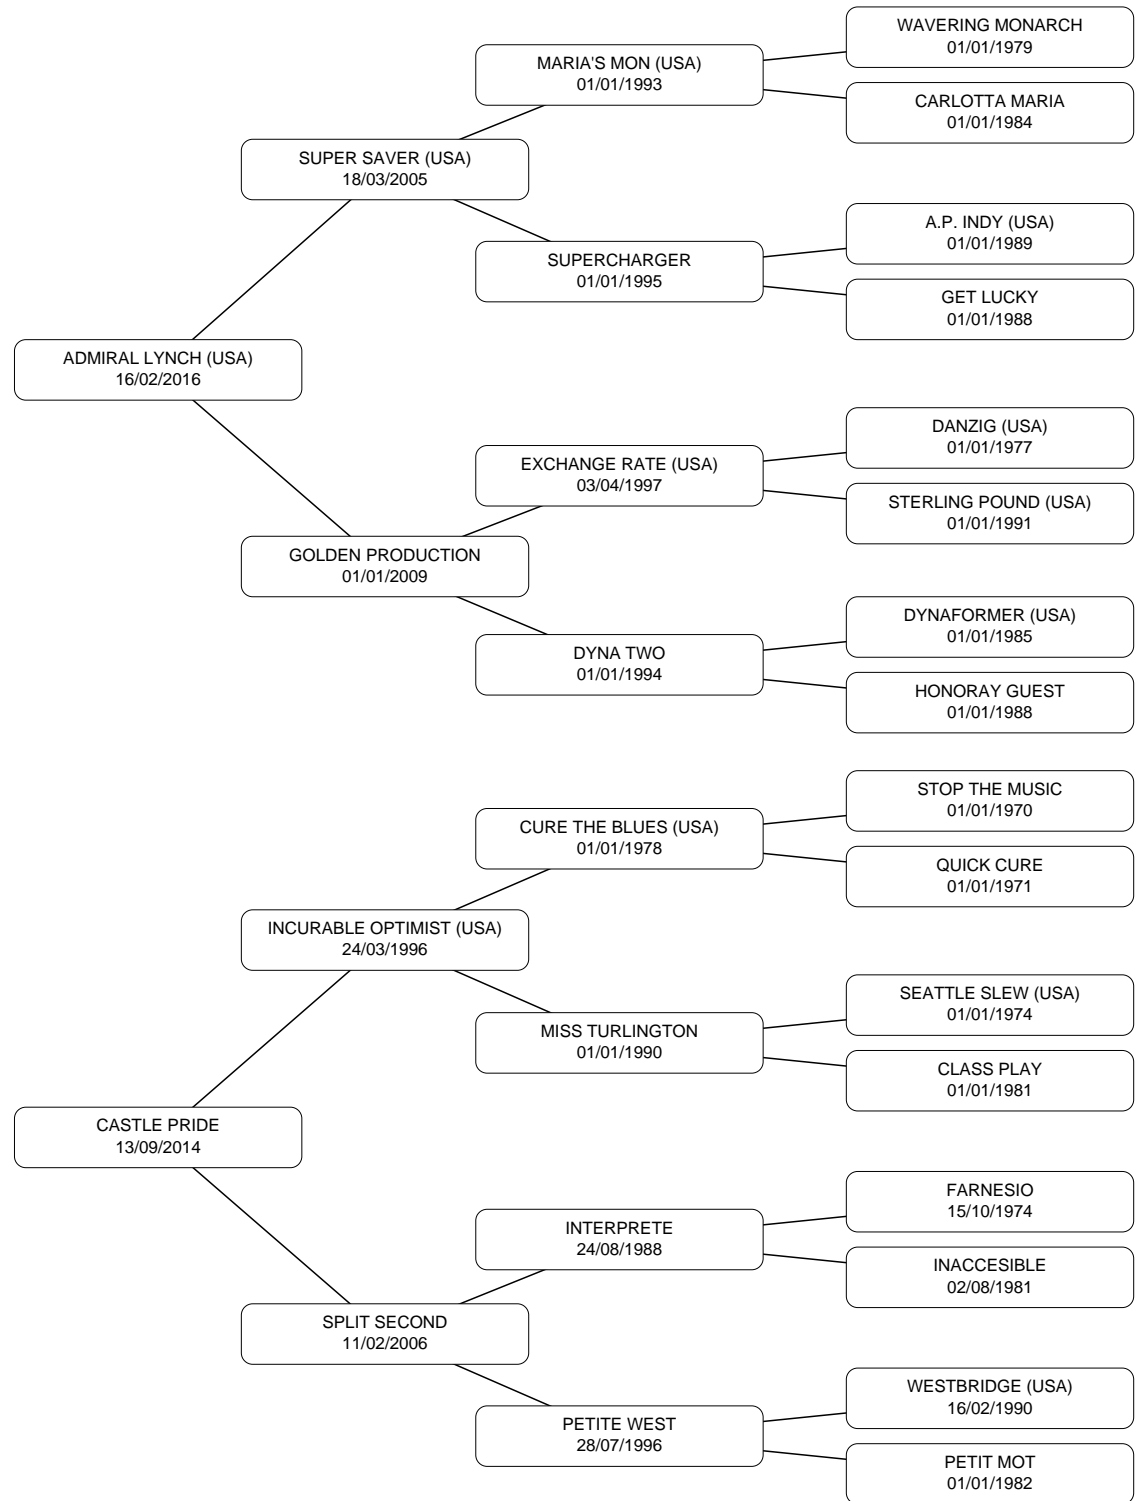 WAVERING MONARCH
01/01/1979
MARIA'S MON (USA)
01/01/1993
CARLOTTA MARIA
01/01/1984
SUPER SAVER (USA)
18/03/2005
A.P. INDY (USA)
01/01/1989
SUPERCHARGER
01/01/1995
GET LUCKY
01/01/1988
ADMIRAL LYNCH (USA)
16/02/2016
DANZIG (USA)
01/01/1977
EXCHANGE RATE (USA)
03/04/1997
STERLING POUND (USA)
01/01/1991
GOLDEN PRODUCTION
01/01/2009
DYNAFORMER (USA)
01/01/1985
DYNA TWO
01/01/1994
HONORAY GUEST
01/01/1988
STOP THE MUSIC
01/01/1970
CURE THE BLUES (USA)
01/01/1978
QUICK CURE
01/01/1971
INCURABLE OPTIMIST (USA)
24/03/1996
SEATTLE SLEW (USA)
01/01/1974
MISS TURLINGTON
01/01/1990
CLASS PLAY
01/01/1981
CASTLE PRIDE
13/09/2014
FARNESIO
15/10/1974
INTERPRETE
24/08/1988
INACCESIBLE
02/08/1981
SPLIT SECOND
11/02/2006
WESTBRIDGE (USA)
16/02/1990
PETITE WEST
28/07/1996
PETIT MOT
01/01/1982